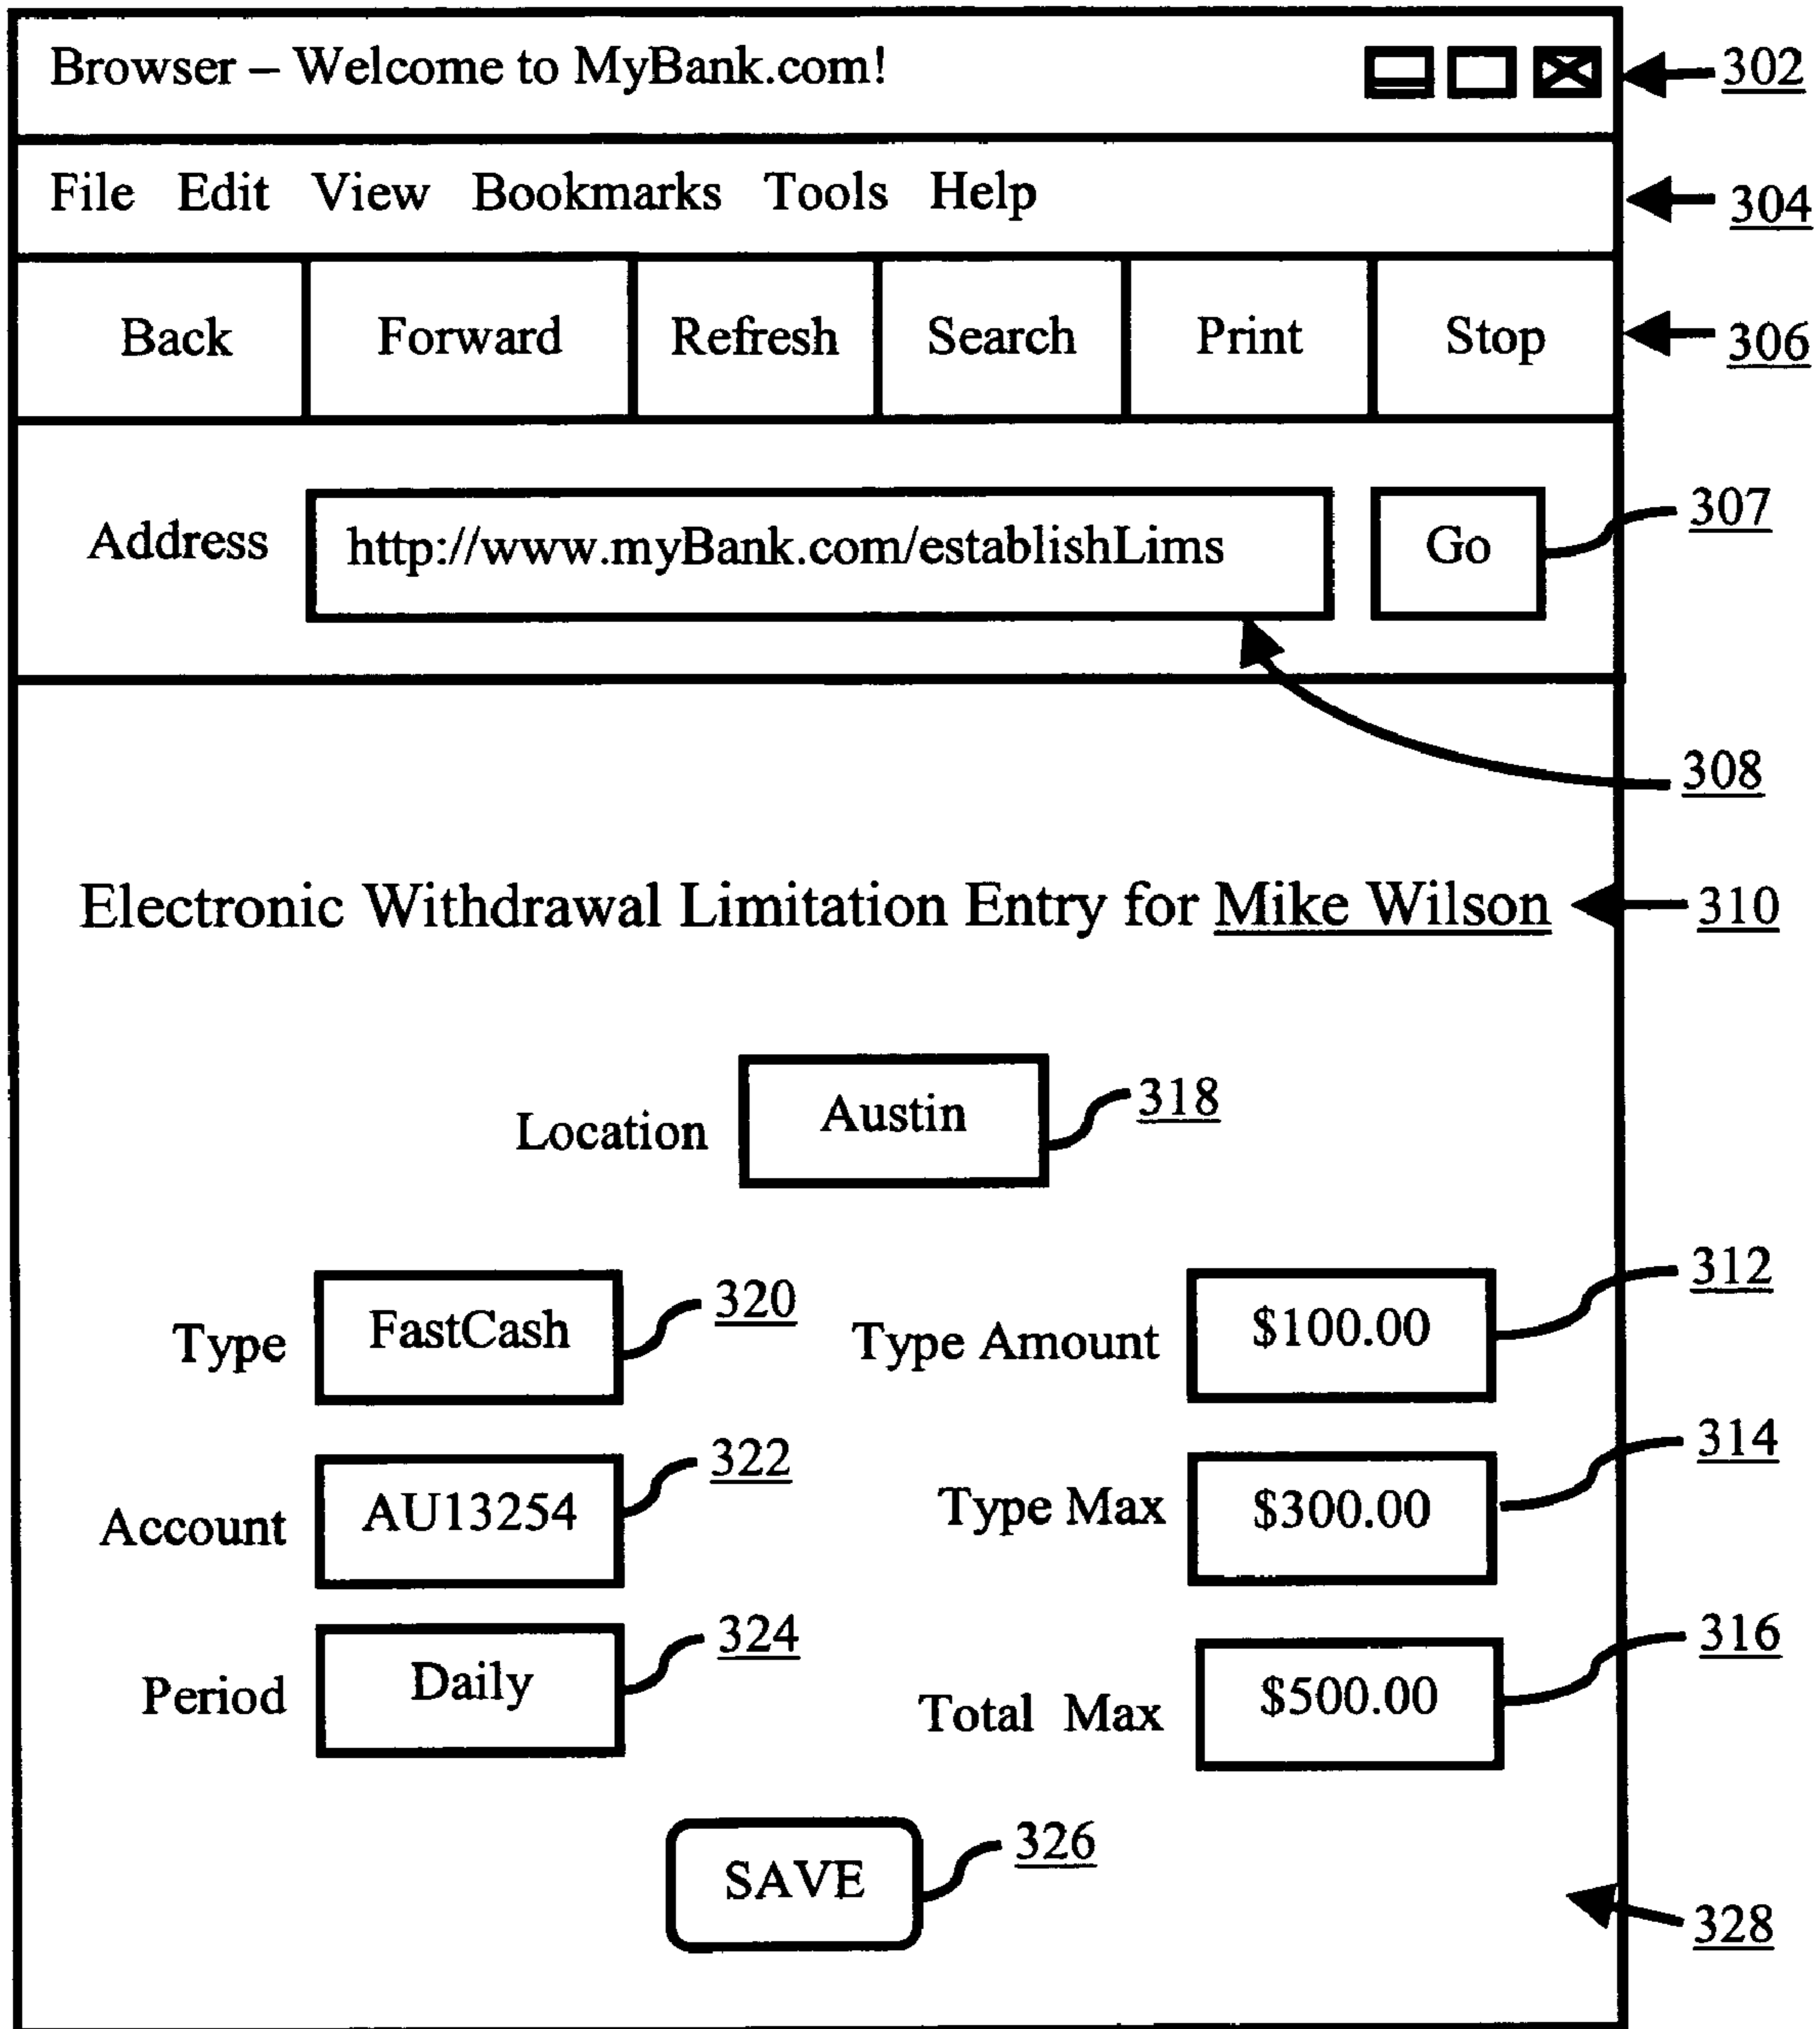 Browser – Welcome to MyBank.com! 302
File Edit View Bookmarks Tools Help 304
Back Forward Refresh Search Print Stop 306
Address http://www.myBank.com/establishLims Go 307
308
Electronic Withdrawal Limitation Entry for Mike Wilson 310
Location Austin 318
Type FastCash 320 Type Amount $100.00 312
Account AU13254 322 Type Max $300.00 314
Period Daily 324 Total Max $500.00 316
SAVE 326
328